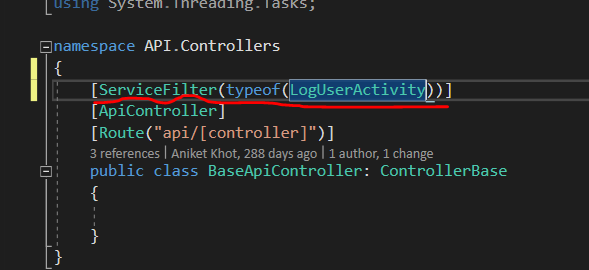 using System.Threading.Tasks;
namespace API.Controllers
{
[ServiceFilter(typeof(LogUserActivity))]
[ApiController]
[Route("api/[controller]")]
3 references | Aniket Khot, 288 days ago | 1 author, 1 change
public class BaseApiController: ControllerBase
{
}
}